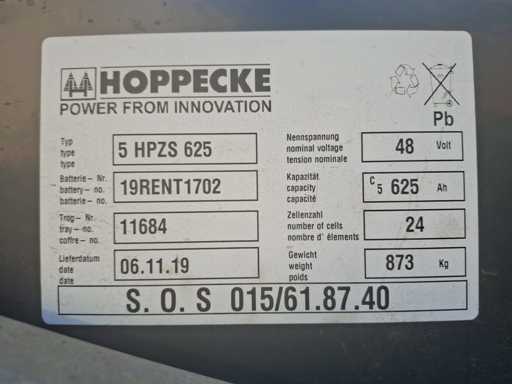 HOPPECKE
POWER FROM INNOVATION
Pb
Typ
type
type
5 HPZS 625
Nennspannung
nominal voltage
tension nominale
48 Volt
Batterie– Nr.
battery– no.
batterie– no.
19RENT1702
Kapazität
capacity
capacité
C5 625 Ah
Trog– Nr.
tray– no.
coffre– no.
11684
Zellenzahl
number of cells
nombre d' élements
24
Lieferdatum
date
date
06.11.19
Gewicht
weight
poids
873 Kg
S. O. S 015/61.87.40